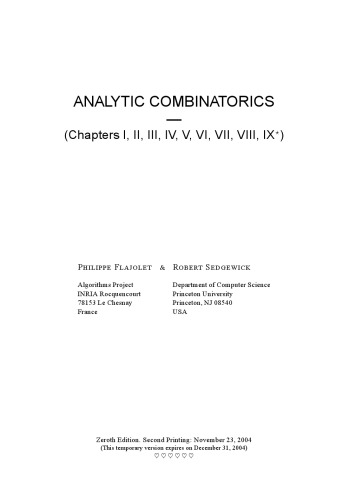 ANALYTIC COMBINATORICS
—
(Chapters I, II, III, IV, V, VI, VII, VIII, IX⁺)
PHILIPPE FLAJOLET & ROBERT SEDGEWICK
Algorithms Project Department of Computer Science
INRIA Rocquencourt Princeton University
78153 Le Chesnay Princeton, NJ 08540
France USA
Zeroth Edition. Second Printing: November 23, 2004
(This temporary version expires on December 31, 2004)
♡ ♡ ♡ ♡ ♡ ♡